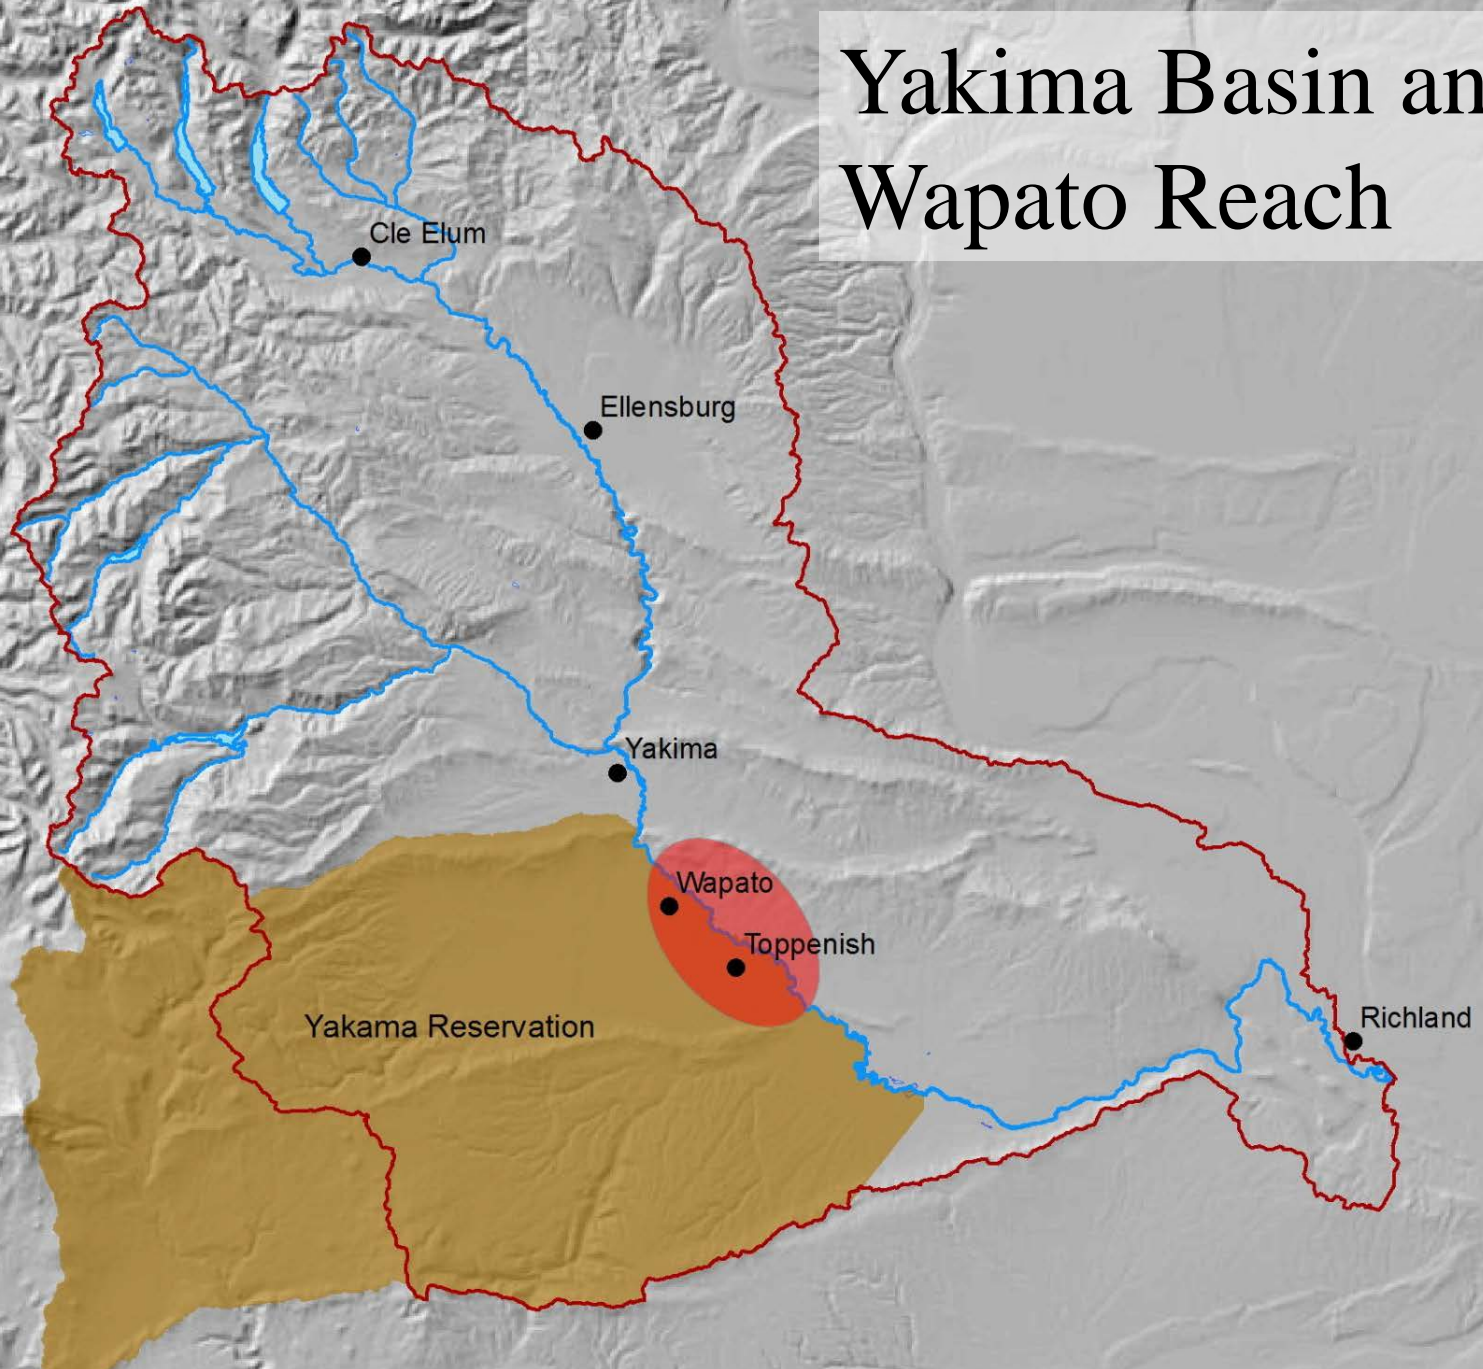 Yakima Basin an
Wapato Reach
Cle Elum
Ellensburg
Yakima
Wapato
Toppenish
Yakama Reservation
Richland